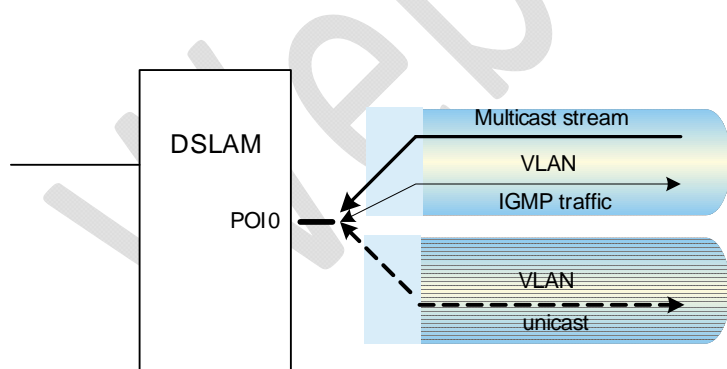 Multicast stream
DSLAM
VLAN
IGMP traffic
POI0
VLAN
unicast